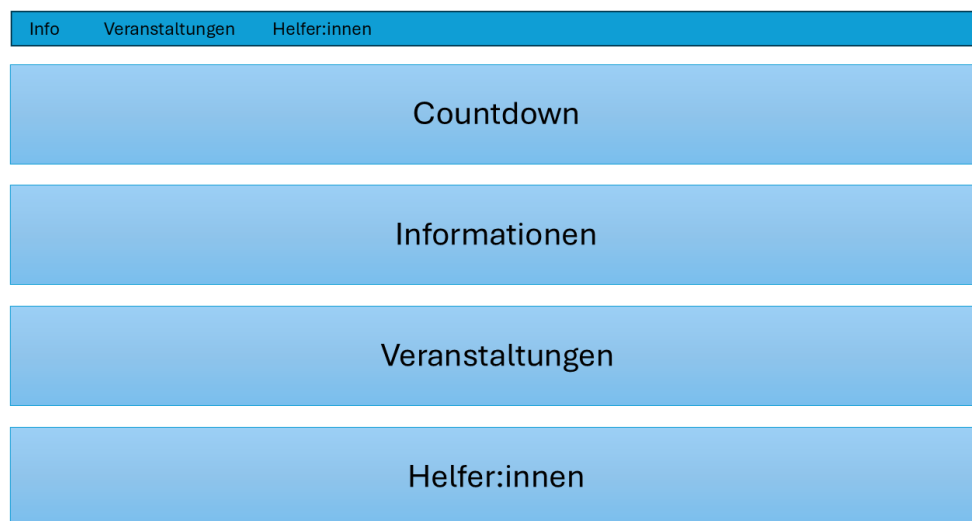 Info Veranstaltungen Helfer:innen
Countdown
Informationen
Veranstaltungen
Helfer:innen